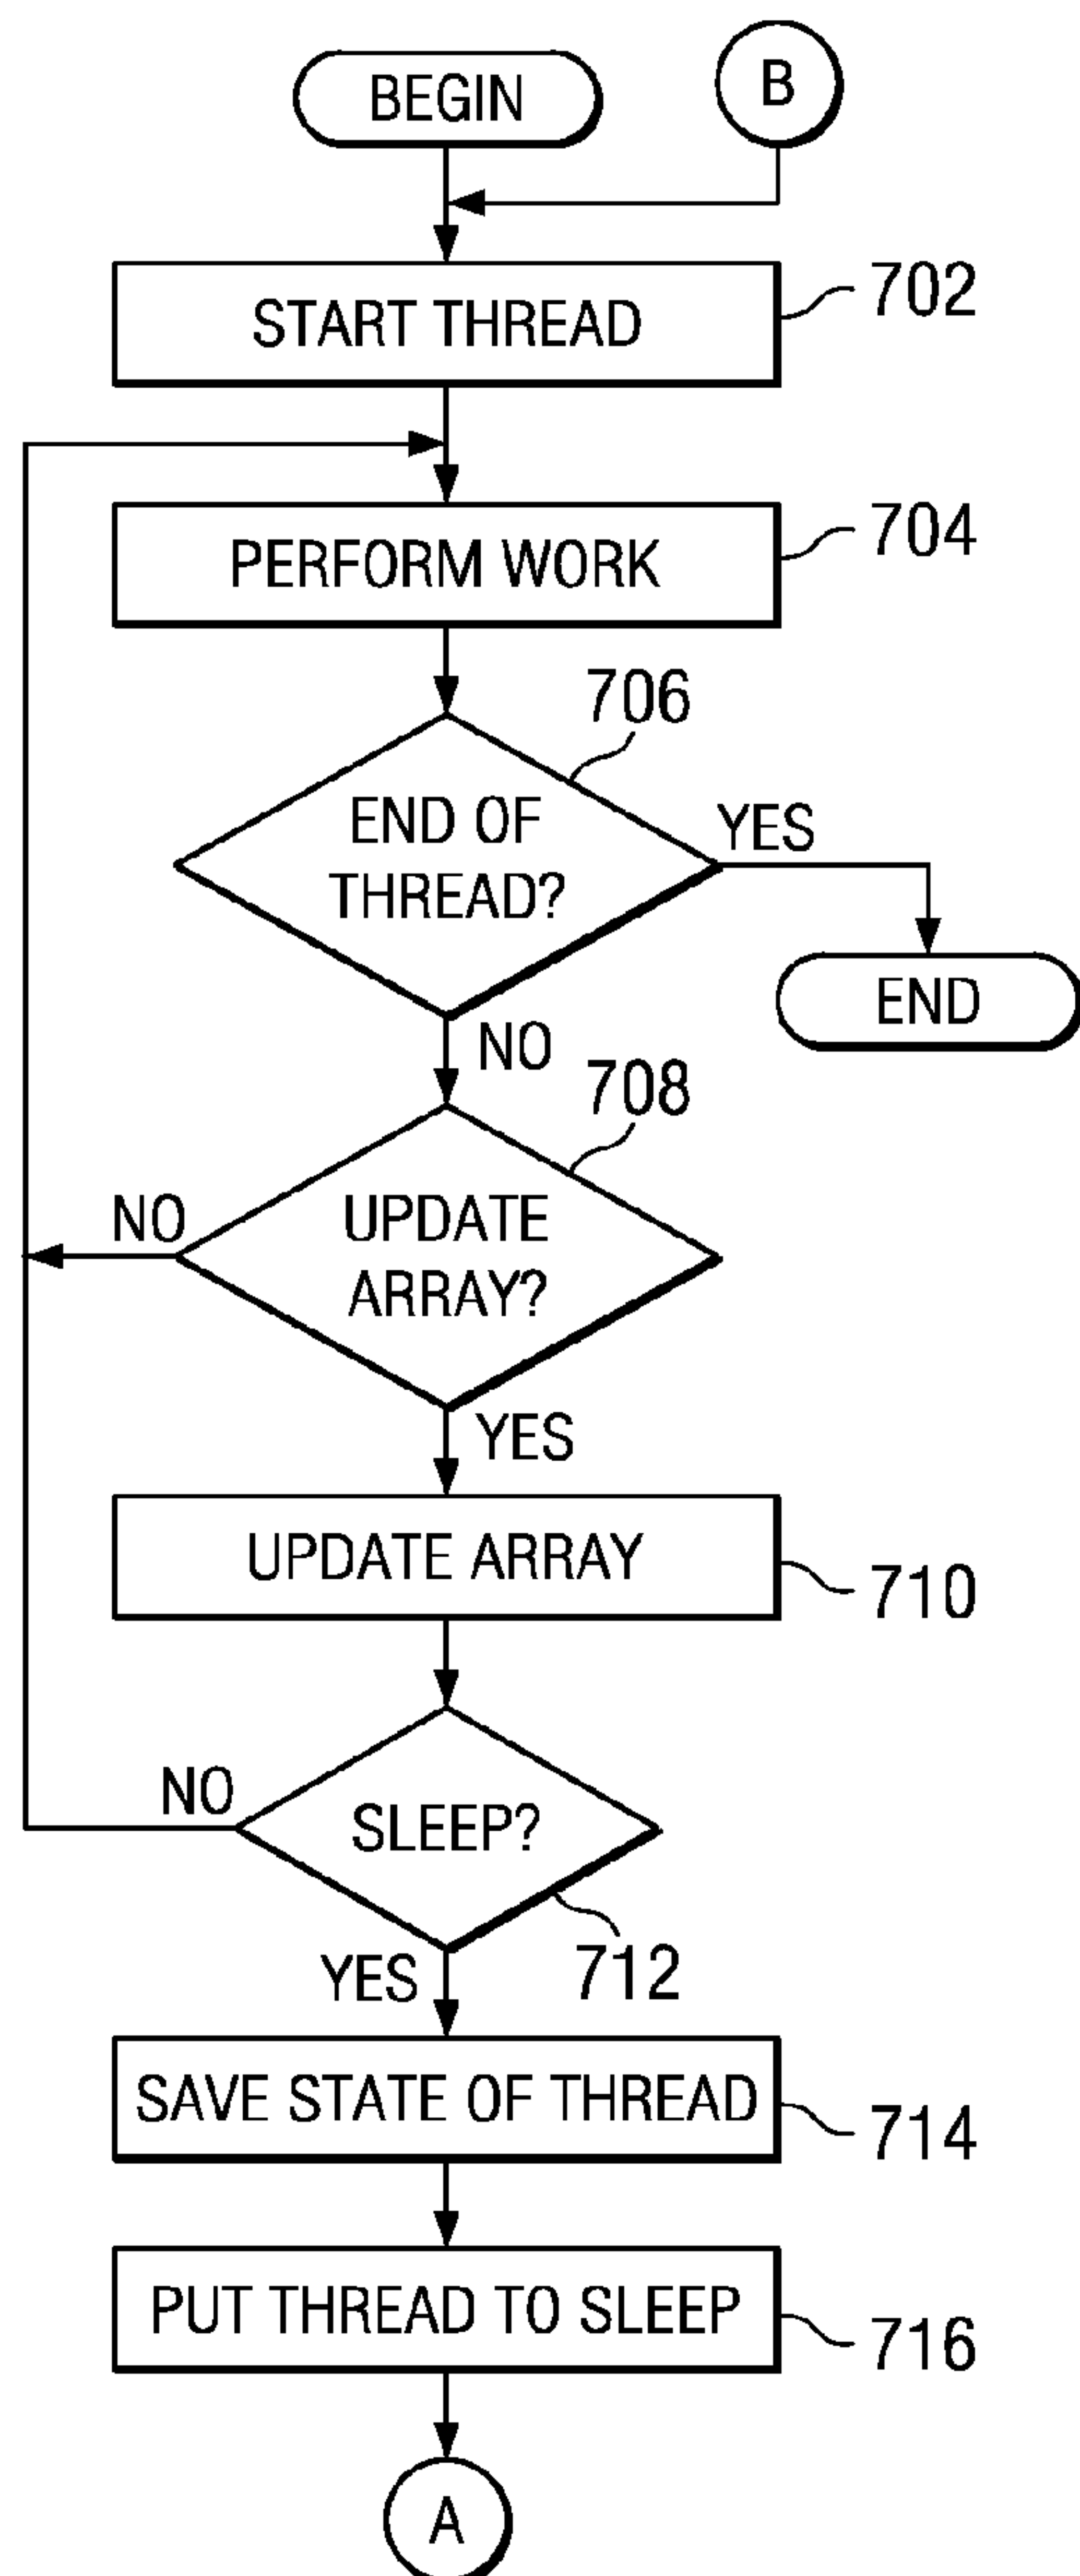 BEGIN
B
START THREAD
702
PERFORM WORK
704
706
END OF
THREAD?
YES
END
NO
708
UPDATE
ARRAY?
NO
YES
UPDATE ARRAY
710
SLEEP?
NO
712
YES
SAVE STATE OF THREAD
714
PUT THREAD TO SLEEP
716
A